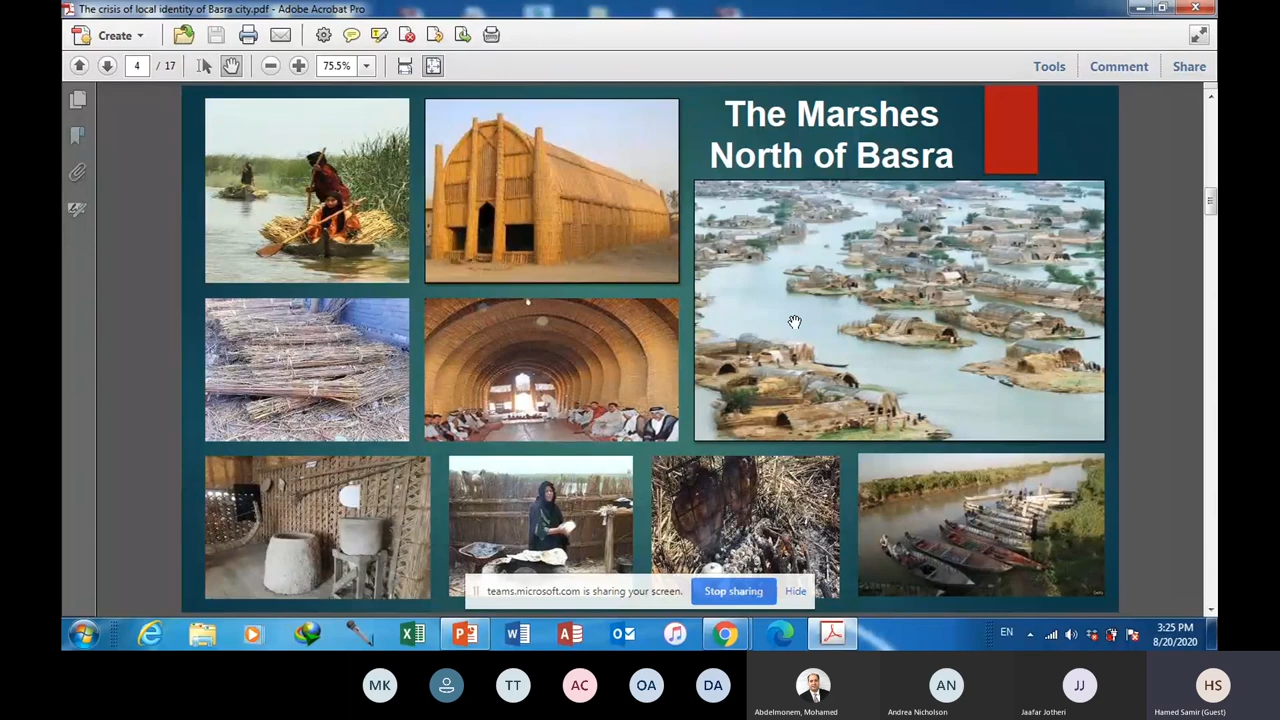 The crisis of local identity of Basra city.pdf - Adobe Acrobat Pro
Create
4 / 17
75.5%
Tools
Comment
Share
The Marshes
North of Basra
teams.microsoft.com is sharing your screen.
Stop sharing
Hide
EN
3:25 PM
8/20/2020
MK
TT
AC
OA
DA
AN
JJ
HS
Abdelmonem, Mohamed
Andrea Nicholson
Jaafar Jotheri
Hamed Samir (Guest)